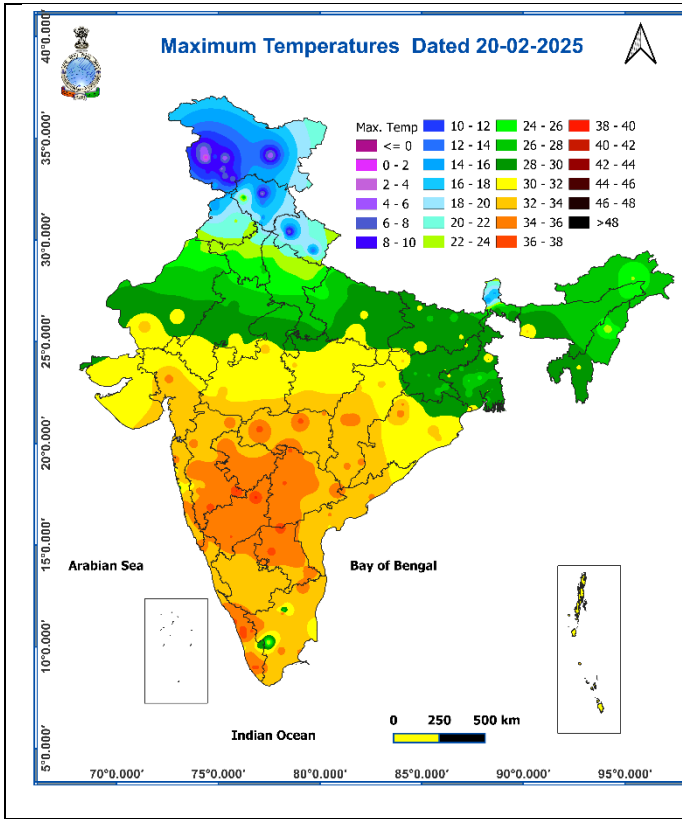 Maximum Temperatures Dated 20-02-2025
Max. Temp
<= 0
0 - 2
2 - 4
4 - 6
6 - 8
8 - 10
10 - 12
12 - 14
14 - 16
16 - 18
18 - 20
20 - 22
22 - 24
24 - 26
26 - 28
28 - 30
30 - 32
32 - 34
34 - 36
36 - 38
38 - 40
40 - 42
42 - 44
44 - 46
46 - 48
>48
40°0.000'
35°0.000'
30°0.000'
25°0.000'
20°0.000'
15°0.000'
10°0.000'
5°0.000'
Arabian Sea
Bay of Bengal
Indian Ocean
0 250 500 km
70°0.000' 75°0.000' 80°0.000' 85°0.000' 90°0.000' 95°0.000'